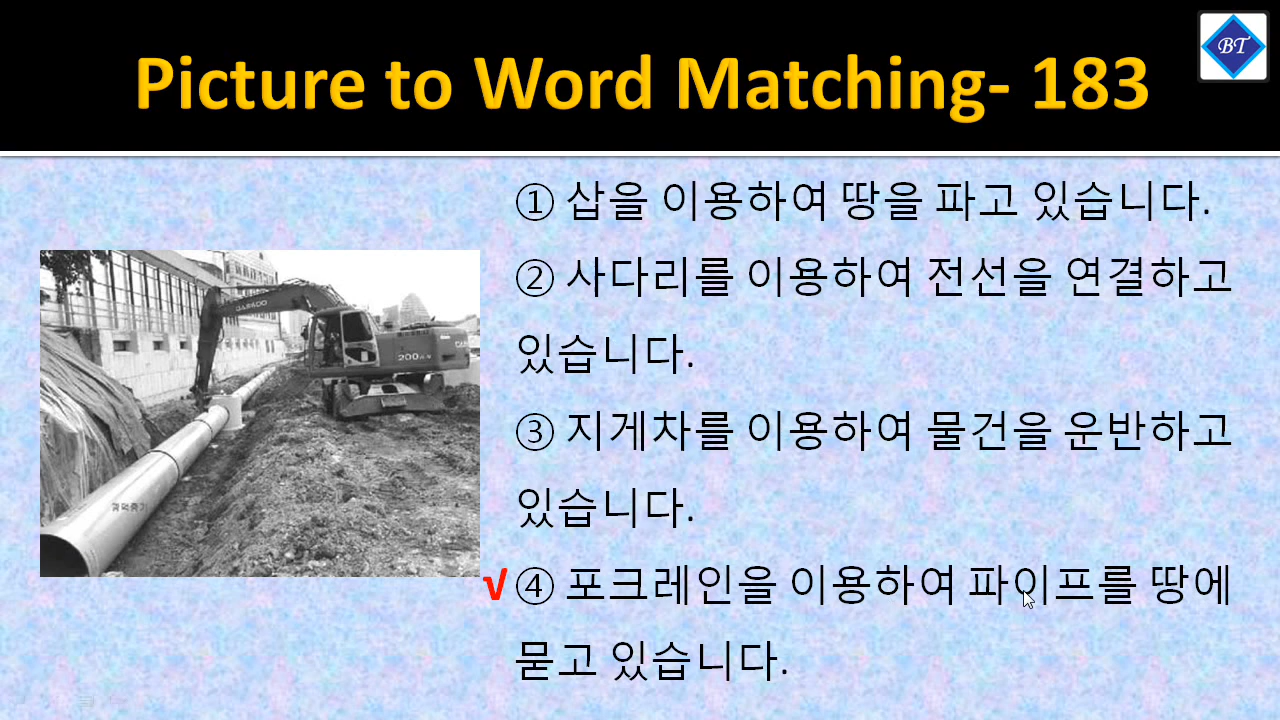 Picture to Word Matching- 183
BT
① 삽을 이용하여 땅을 파고 있습니다.
② 사다리를 이용하여 전선을 연결하고
있습니다.
③ 지게차를 이용하여 물건을 운반하고
있습니다.
√ ④ 포크레인을 이용하여 파이프를 땅에
묻고 있습니다.
200